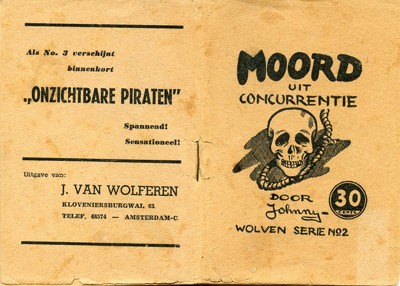 Als No. 3 verschijnt
binnenkort
„ONZICHTBARE PIRATEN"
Spannend!
Sensationeel!
Uitgave van:
J. VAN WOLFEREN
KLOVENIERSBURGWAL 61
TELEF. 48574 — AMSTERDAM-C
MOORD
UIT
CONCURRENTIE
DOOR
Johnny-
30
CENTS
WOLVEN SERIE No2